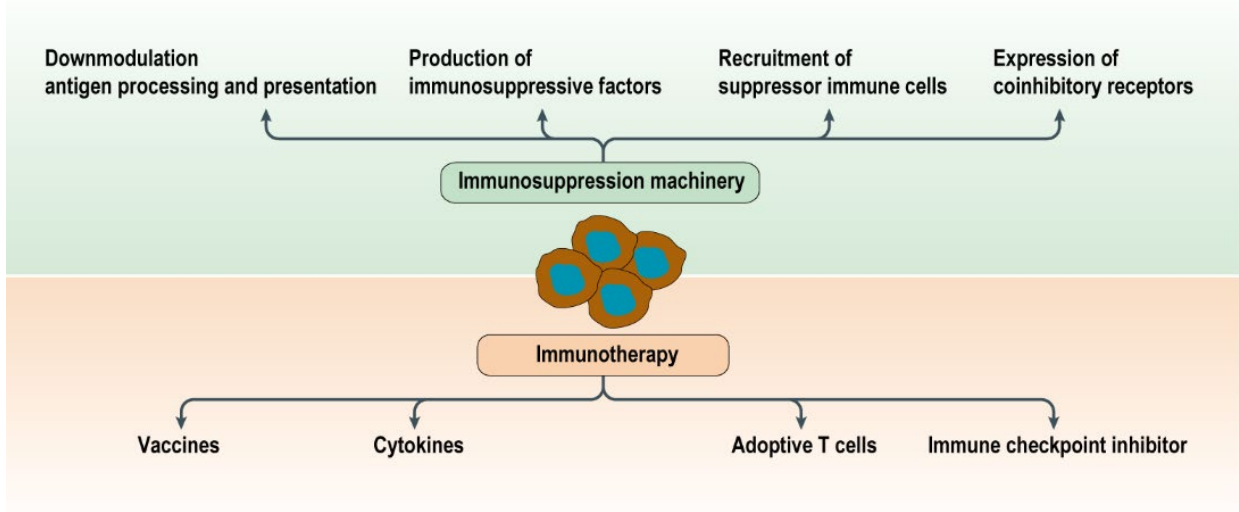 Downmodulation
antigen processing and presentation
Production of
immunosuppressive factors
Recruitment of
suppressor immune cells
Expression of
coinhibitory receptors
Immunosuppression machinery
Immunotherapy
Vaccines
Cytokines
Adoptive T cells
Immune checkpoint inhibitor